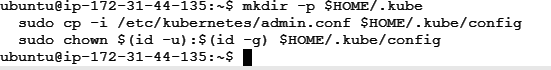 ubuntu@ip-172-31-44-135:~$ mkdir -p $HOME/.kube
  sudo cp -i /etc/kubernetes/admin.conf $HOME/.kube/config
  sudo chown $(id -u):$(id -g) $HOME/.kube/config
ubuntu@ip-172-31-44-135:~$